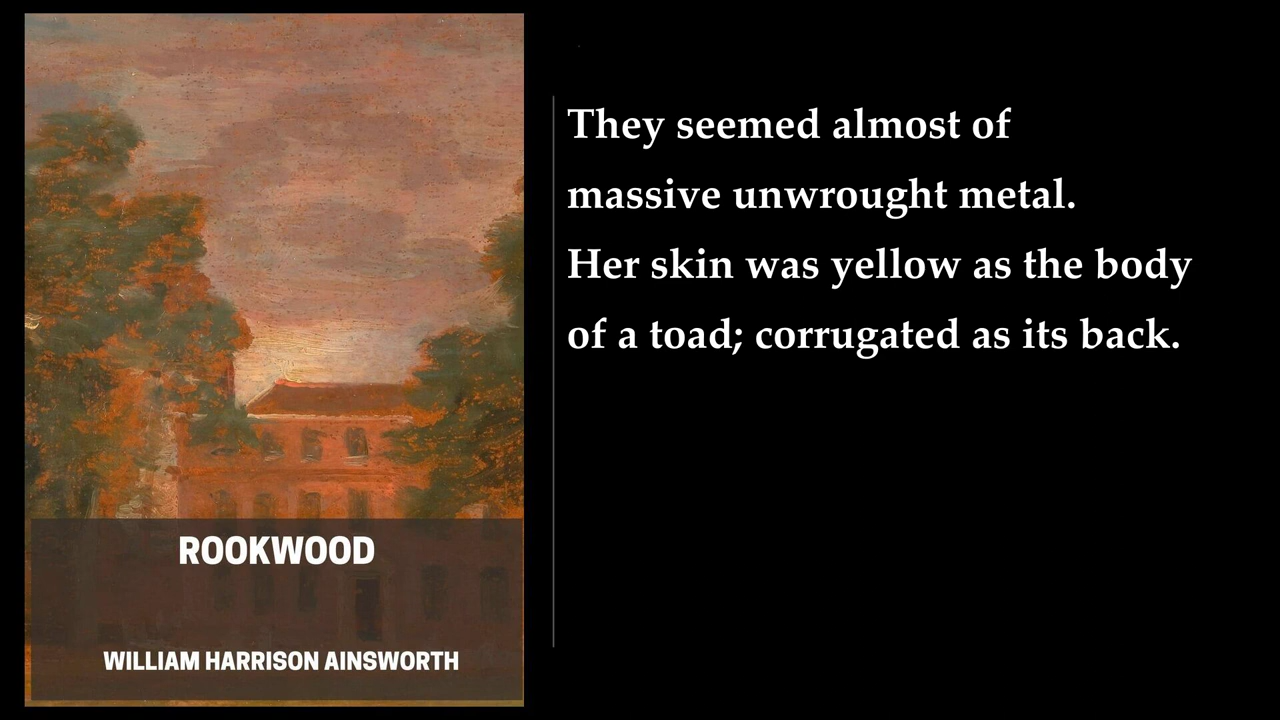 They seemed almost of
massive unwrought metal.
Her skin was yellow as the body
of a toad; corrugated as its back.
ROOKWOOD
WILLIAM HARRISON AINSWORTH